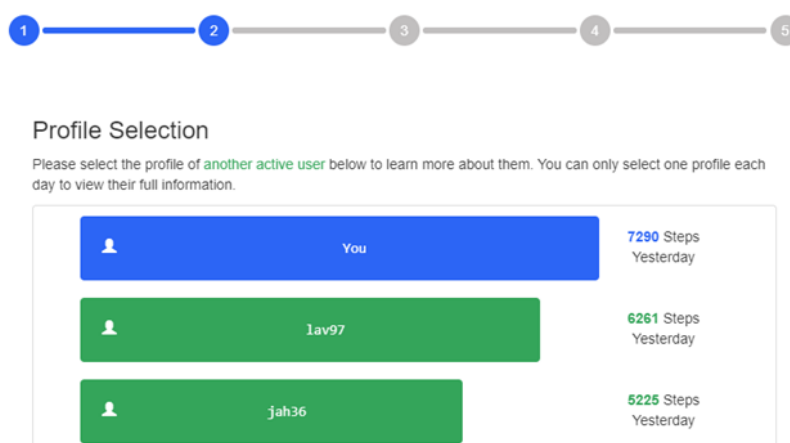 1 2 3 4 5
Profile Selection
Please select the profile of another active user below to learn more about them. You can only select one profile each
day to view their full information.
You
7290 Steps
Yesterday
lav97
6261 Steps
Yesterday
jah36
5225 Steps
Yesterday